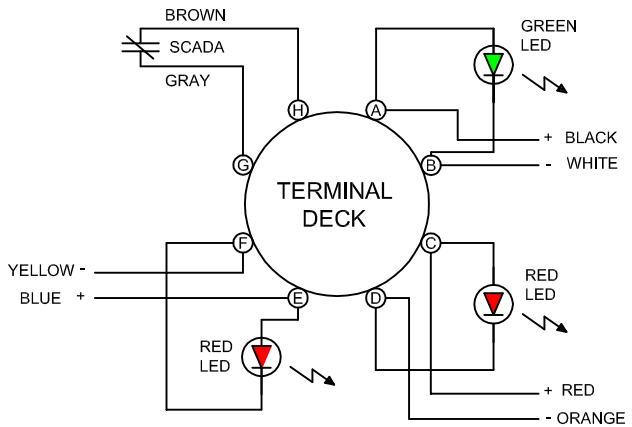 BROWN
SCADA
GRAY
GREEN
LED
H
A
+ BLACK
G
B
- WHITE
TERMINAL
DECK
F
C
YELLOW -
BLUE +
E
D
RED
LED
RED
LED
+ RED
- ORANGE